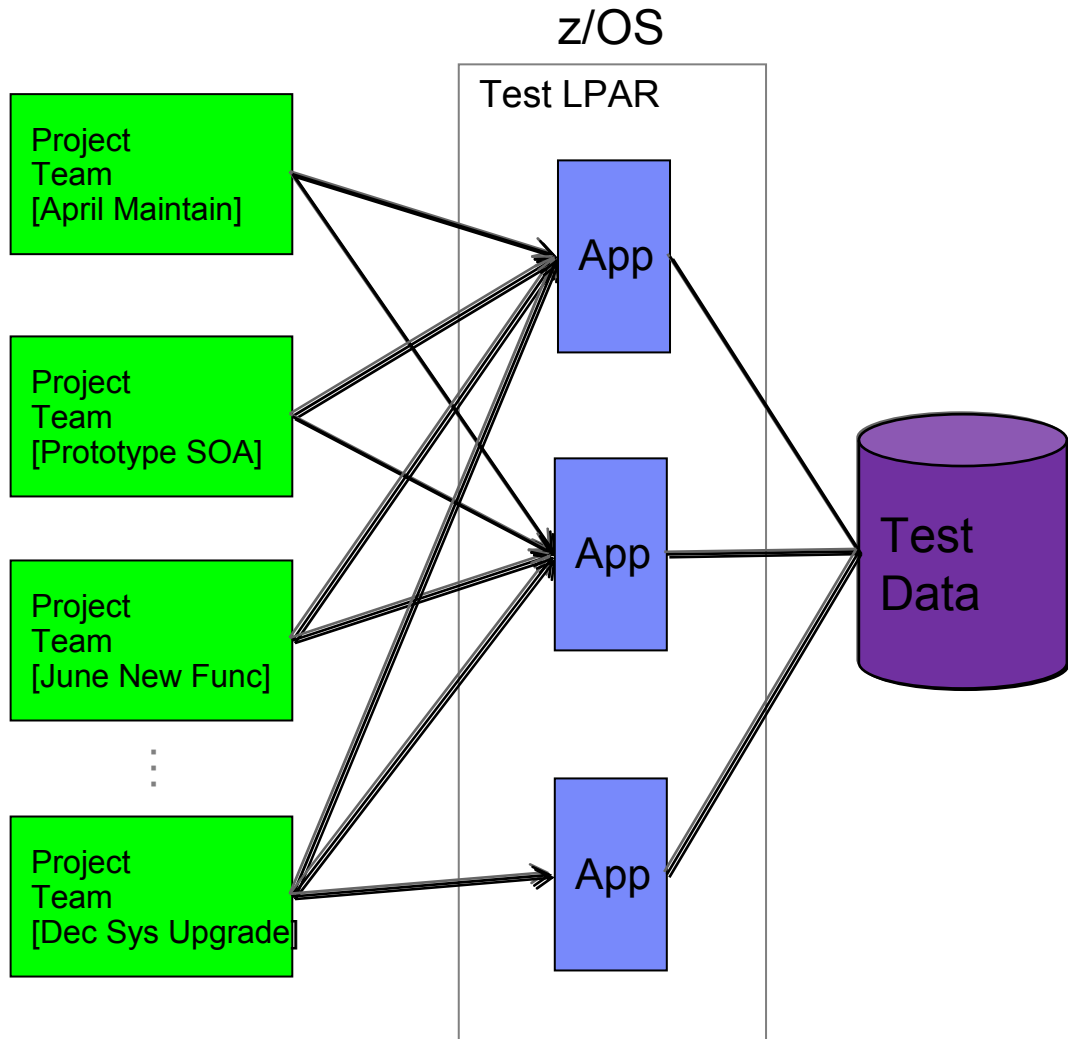 z/OS
Test LPAR
Project
Team
[April Maintain]
App
Project
Team
[Prototype SOA]
App
Test
Data
Project
Team
[June New Func]
...
Project
Team
[Dec Sys Upgrade]
App